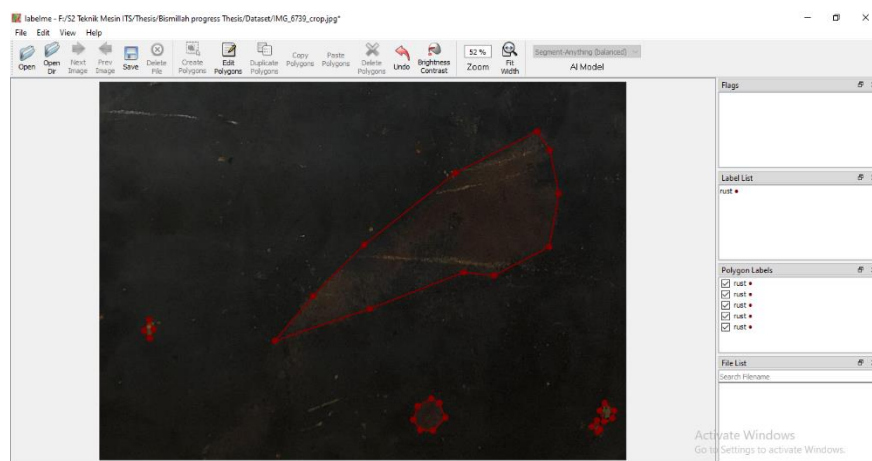 labelme - F:/S2 Teknik Mesin ITS/Thesis/Bismillah progress Thesis/Dataset/IMG_6739_crop.jpg*
File Edit View Help
Open Open Dir Next Image Prev Image Save Delete File Create Polygons Edit Polygons Duplicate Polygons Copy Polygons Paste Polygons Delete Polygons Undo Brightness Contrast 52 % Zoom Fit Width Segment-Anything (balanced) AI Model
Flags
Label List
rust
Polygon Labels
rust
rust
rust
rust
rust
File List
Search Filename
Activate Windows
Go to Settings to activate Windows.